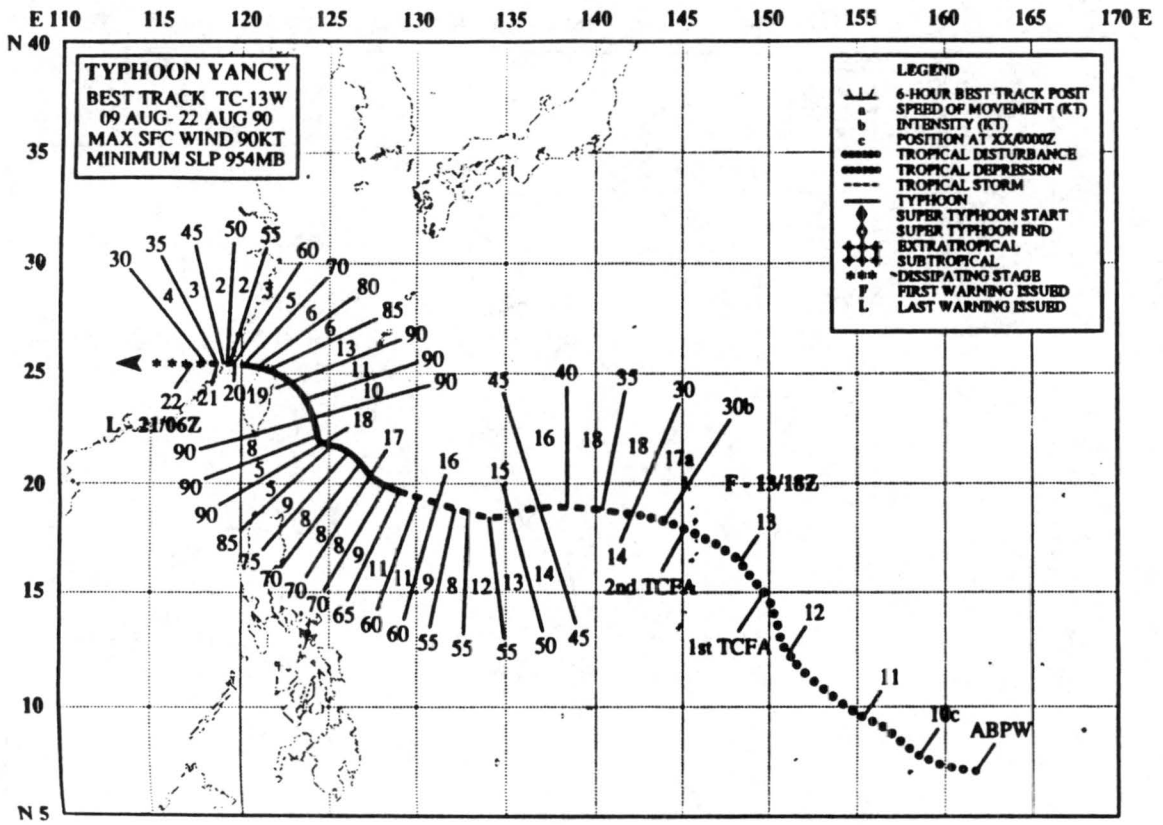 E 110 115 120 125 130 135 140 145 150 155 160 165 170 E
N 40
TYPHOON YANCY
BEST TRACK TC-13W
09 AUG- 22 AUG 90
MAX SFC WIND 90KT
MINIMUM SLP 954MB
LEGEND
6-HOUR BEST TRACK POSIT
a SPEED OF MOVEMENT (KT)
b INTENSITY (KT)
c POSITION AT XX/0000Z
TROPICAL DISTURBANCE
TROPICAL DEPRESSION
TROPICAL STORM
TYPHOON
SUPER TYPHOON START
SUPER TYPHOON END
EXTRATROPICAL
SUBTROPICAL
*** DISSIPATING STAGE
F FIRST WARNING ISSUED
L LAST WARNING ISSUED
35
30
25
20
15
10
N 5
30 35 45 50 55 60 70 80 85 90 90 90
4 3 2 2 3 5 6 6 13 11 10
22 21 20 19
L - 21/06Z
90 90 90 85 75 70 70 70 65 60 60 55 55 55 50 45
8 5 5 9 8 8 8 9 11 11 9 8 12 13 14
18 17 16 15
45 40 35 30 30b
16 18 18 17a
F - 13/18Z
14
2nd TCFA
13
1st TCFA
12
11
10c
ABPW